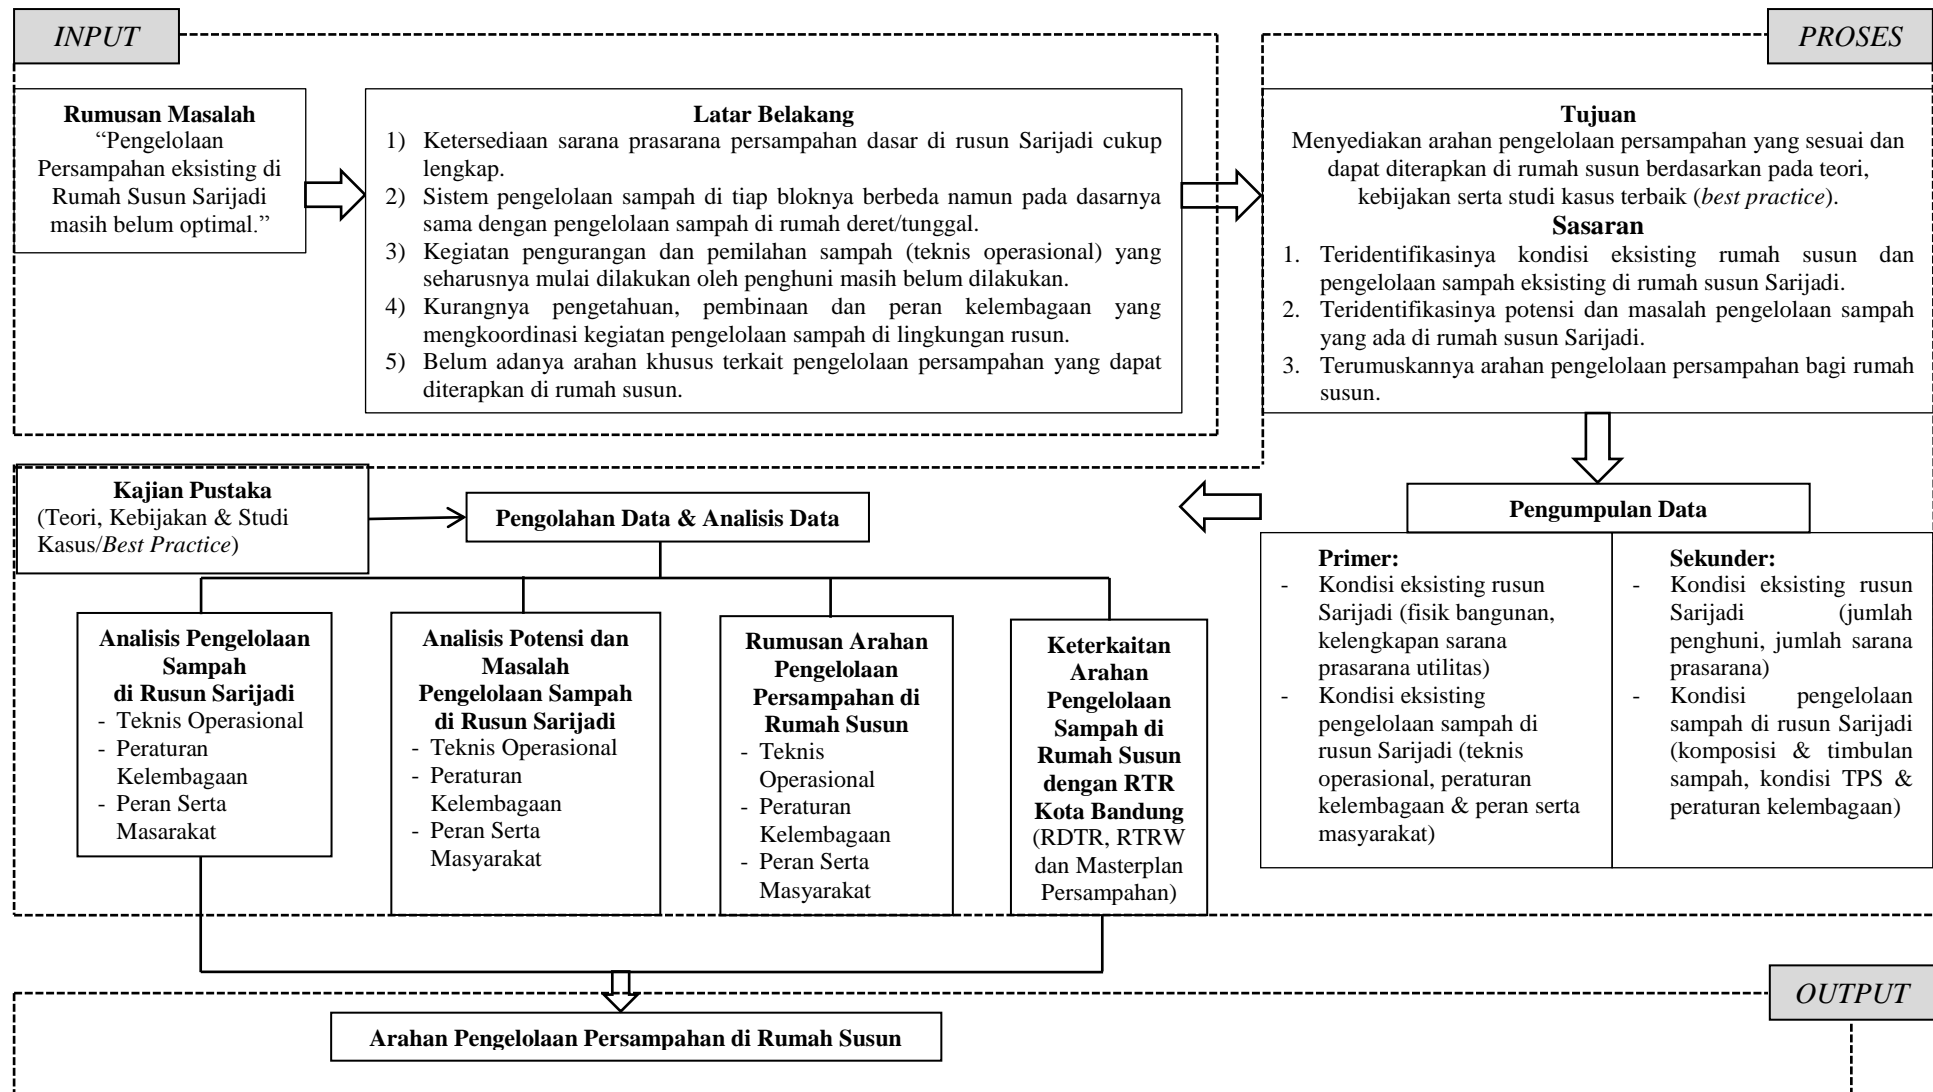 INPUT
PROSES
Rumusan Masalah
“Pengelolaan
Persampahan eksisting di
Rumah Susun Sarijadi
masih belum optimal.”
Latar Belakang
1) Ketersediaan sarana prasarana persampahan dasar di rusun Sarijadi cukup
lengkap.
2) Sistem pengelolaan sampah di tiap bloknya berbeda namun pada dasarnya
sama dengan pengelolaan sampah di rumah deret/tunggal.
3) Kegiatan pengurangan dan pemilahan sampah (teknis operasional) yang
seharusnya mulai dilakukan oleh penghuni masih belum dilakukan.
4) Kurangnya pengetahuan, pembinaan dan peran kelembagaan yang
mengkoordinasi kegiatan pengelolaan sampah di lingkungan rusun.
5) Belum adanya arahan khusus terkait pengelolaan persampahan yang dapat
diterapkan di rumah susun.
Tujuan
Menyediakan arahan pengelolaan persampahan yang sesuai dan
dapat diterapkan di rumah susun berdasarkan pada teori,
kebijakan serta studi kasus terbaik (best practice).
Sasaran
1. Teridentifikasinya kondisi eksisting rumah susun dan
pengelolaan sampah eksisting di rumah susun Sarijadi.
2. Teridentifikasinya potensi dan masalah pengelolaan sampah
yang ada di rumah susun Sarijadi.
3. Terumuskannya arahan pengelolaan persampahan bagi rumah
susun.
Kajian Pustaka
(Teori, Kebijakan & Studi
Kasus/Best Practice)
Pengolahan Data & Analisis Data
Pengumpulan Data
Primer:
- Kondisi eksisting rusun
Sarijadi (fisik bangunan,
kelengkapan sarana
prasarana utilitas)
- Kondisi eksisting
pengelolaan sampah di
rusun Sarijadi (teknis
operasional, peraturan
kelembagaan & peran serta
masyarakat)
Sekunder:
- Kondisi eksisting rusun
Sarijadi (jumlah
penghuni, jumlah sarana
prasarana)
- Kondisi pengelolaan
sampah di rusun Sarijadi
(komposisi & timbulan
sampah, kondisi TPS &
peraturan kelembagaan)
Analisis Pengelolaan
Sampah
di Rusun Sarijadi
- Teknis Operasional
- Peraturan
Kelembagaan
- Peran Serta
Masarakat
Analisis Potensi dan
Masalah
Pengelolaan Sampah
di Rusun Sarijadi
- Teknis Operasional
- Peraturan
Kelembagaan
- Peran Serta
Masyarakat
Rumusan Arahan
Pengelolaan
Persampahan di
Rumah Susun
- Teknis
Operasional
- Peraturan
Kelembagaan
- Peran Serta
Masyarakat
Keterkaitan
Arahan
Pengelolaan
Sampah di
Rumah Susun
dengan RTR
Kota Bandung
(RDTR, RTRW
dan Masterplan
Persampahan)
OUTPUT
Arahan Pengelolaan Persampahan di Rumah Susun